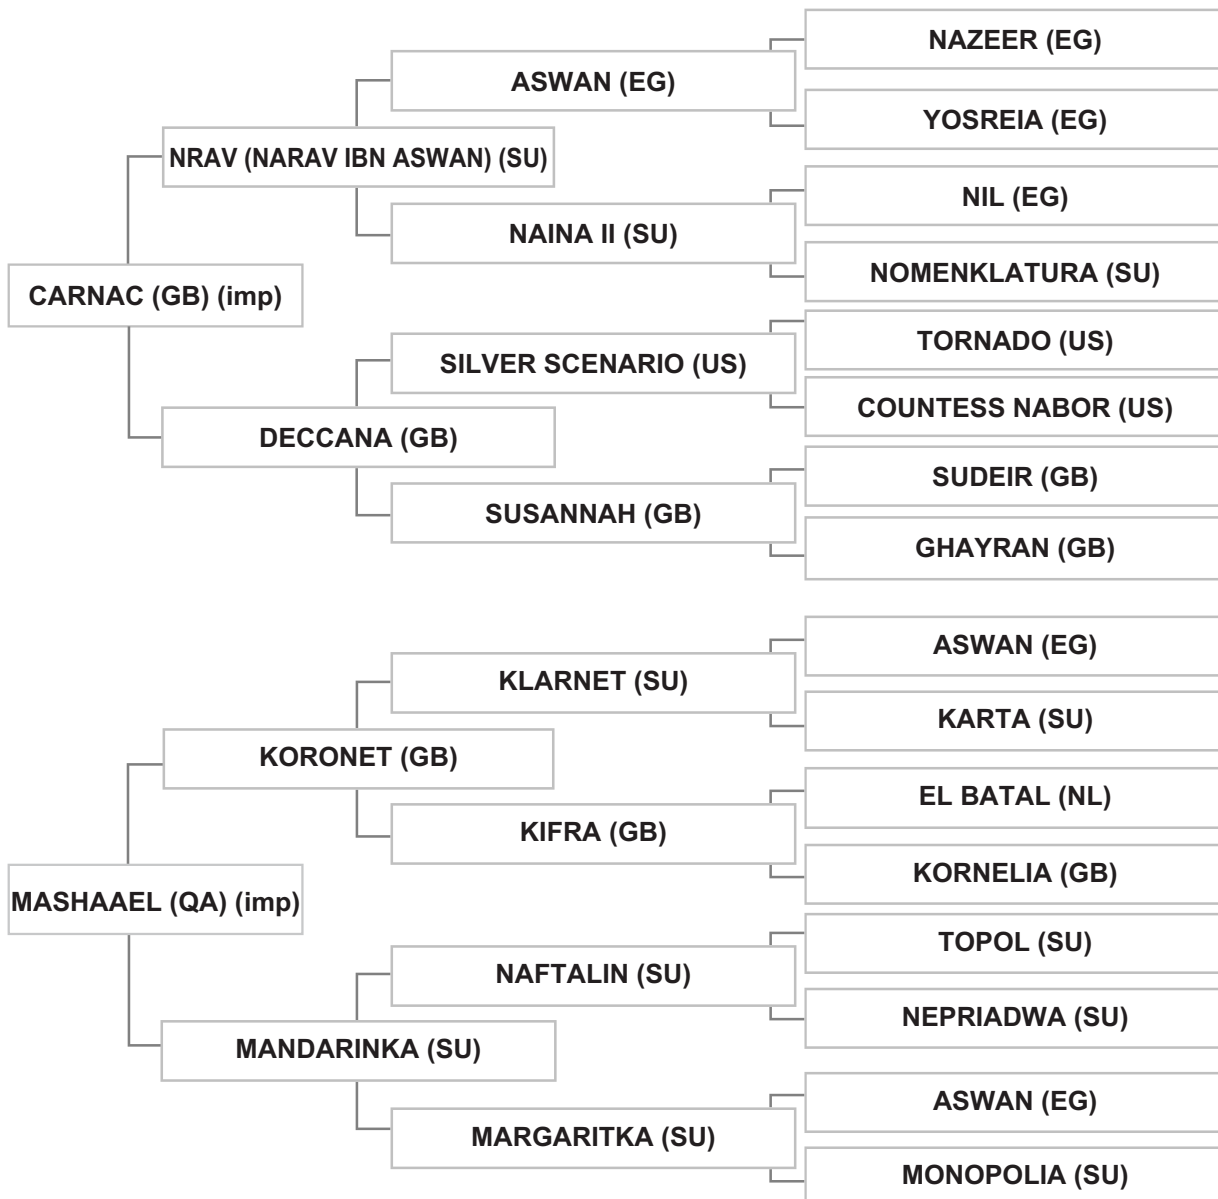 NAZEER (EG)
ASWAN (EG)
YOSREIA (EG)
NRAV (NARAV IBN ASWAN) (SU)
NIL (EG)
NAINA II (SU)
NOMENKLATURA (SU)
CARNAC (GB) (imp)
TORNADO (US)
SILVER SCENARIO (US)
COUNTESS NABOR (US)
DECCANA (GB)
SUDEIR (GB)
SUSANNAH (GB)
GHAYRAN (GB)
ASWAN (EG)
KLARNET (SU)
KARTA (SU)
KORONET (GB)
EL BATAL (NL)
KIFRA (GB)
KORNELIA (GB)
MASHAAEL (QA) (imp)
TOPOL (SU)
NAFTALIN (SU)
NEPRIADWA (SU)
MANDARINKA (SU)
ASWAN (EG)
MARGARITKA (SU)
MONOPOLIA (SU)